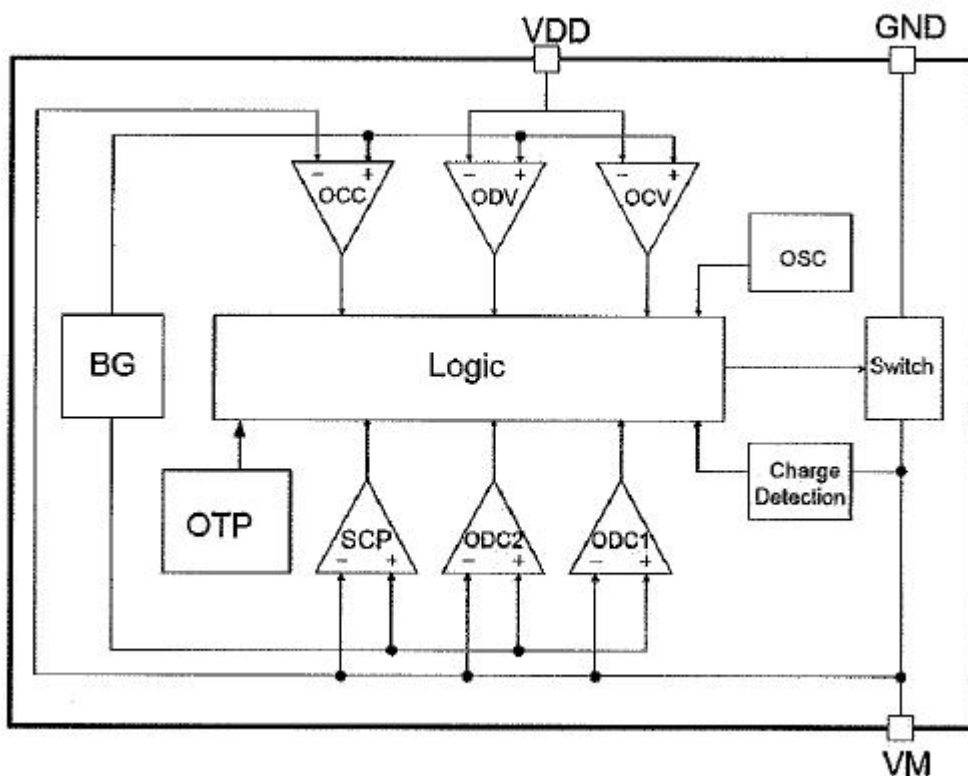 VDD
GND
- +
OCC
- +
ODV
- +
OCV
OSC
BG
Logic
Switch
OTP
SCP
- +
ODC2
- +
ODC1
- +
Charge
Detection
VM